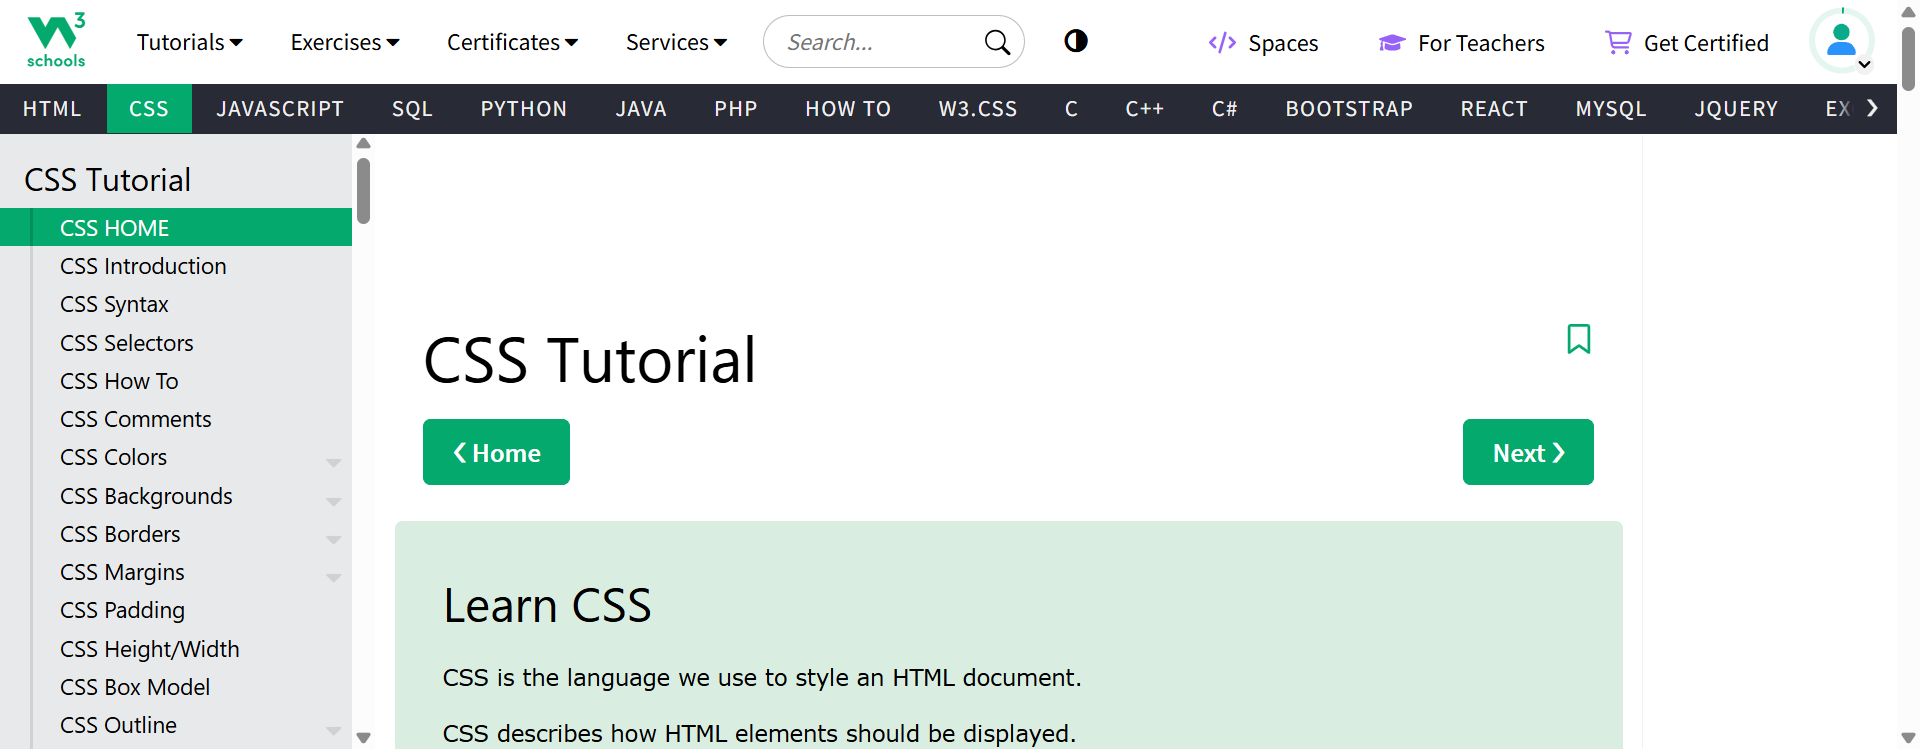 3
schools
Tutorials Exercises Certificates Services Search... Spaces For Teachers Get Certified
HTML CSS JAVASCRIPT SQL PYTHON JAVA PHP HOW TO W3.CSS C C++ C# BOOTSTRAP REACT MYSQL JQUERY EX ❯
CSS Tutorial
CSS HOME
CSS Introduction
CSS Syntax
CSS Selectors
CSS How To
CSS Comments
CSS Colors
CSS Backgrounds
CSS Borders
CSS Margins
CSS Padding
CSS Height/Width
CSS Box Model
CSS Outline
CSS Tutorial
❮ Home
Next ❯
Learn CSS
CSS is the language we use to style an HTML document.
CSS describes how HTML elements should be displayed.